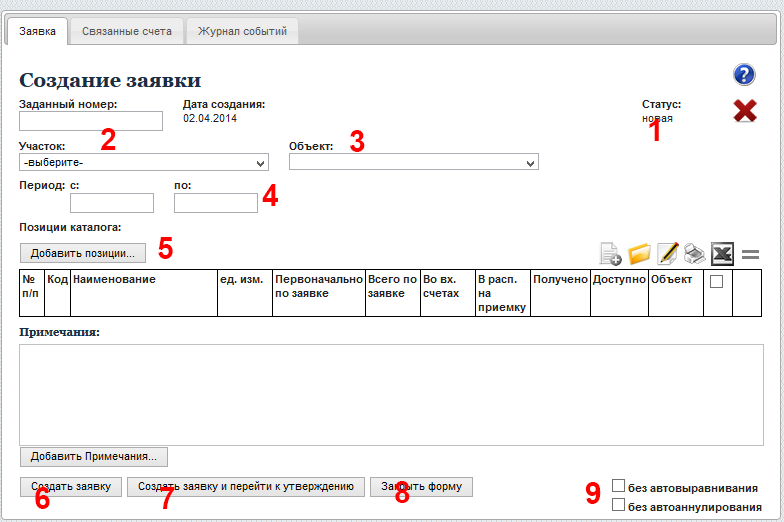 Заявка Связанные счета Журнал событий
Создание заявки
Заданный номер: Дата создания: Статус:
02.04.2014 новая
1
2 3
Участок: Объект:
-выберите-
Период: с: по:
4
Позиции каталога:
Добавить позиции... 5
№ п/п Код Наименование ед. изм. Первоначально по заявке Всего по заявке Во вх. счетах В расп. на приемку Получено Доступно Объект
Примечания:
Добавить Примечания...
Создать заявку Создать заявку и перейти к утверждению Закрыть форму
6 7 8 9
без автовыравнивания
без автоаннулирования